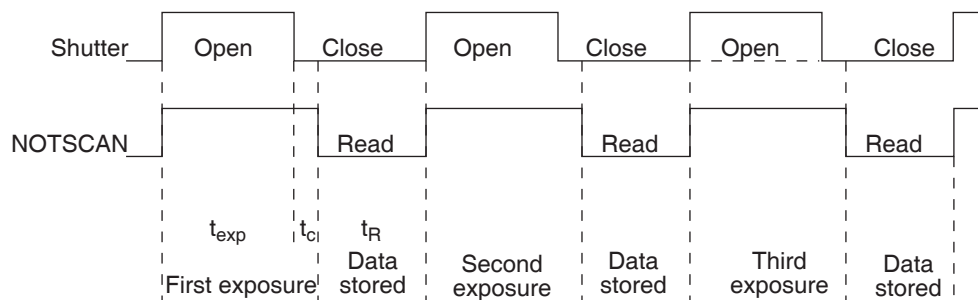 Shutter Open Close Open Close Open Close
NOTSCAN Read Read Read
t_exp t_c t_R
First exposure Data stored Second exposure Data stored Third exposure Data stored